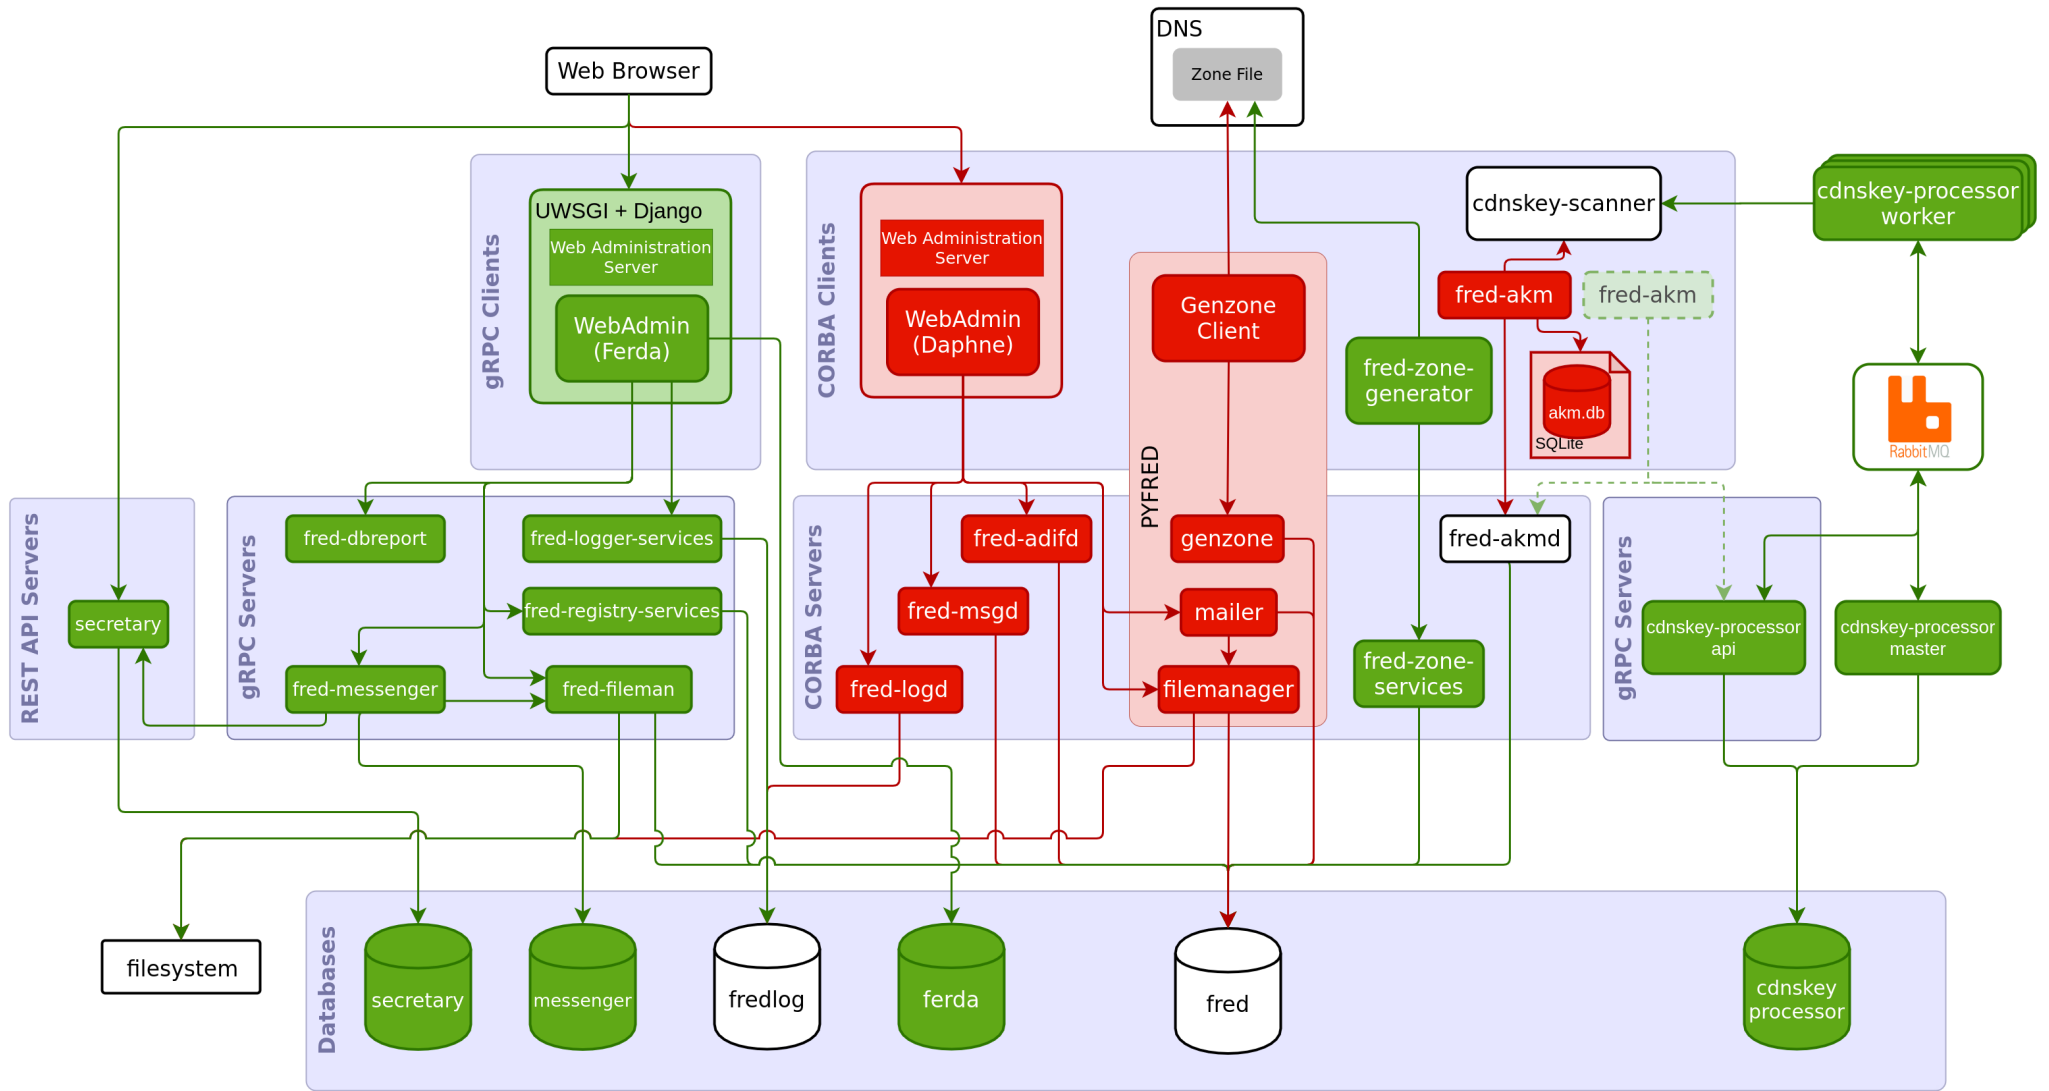 DNS
Zone File
Web Browser
gRPC Clients
UWSGI + Django
Web Administration
Server
WebAdmin
(Ferda)
CORBA Clients
Web Administration
Server
WebAdmin
(Daphne)
PYFRED
Genzone
Client
fred-zone-
generator
cdnskey-scanner
fred-akm
fred-akm
akm.db
SQLite
cdnskey-processor
worker
RabbitMQ
REST API Servers
secretary
gRPC Servers
fred-dbreport
fred-logger-services
fred-registry-services
fred-messenger
fred-fileman
CORBA Servers
fred-adifd
fred-msgd
fred-logd
genzone
mailer
filemanager
fred-zone-
services
fred-akmd
gRPC Servers
cdnskey-processor
api
cdnskey-processor
master
filesystem
Databases
secretary
messenger
fredlog
ferda
fred
cdnskey
processor